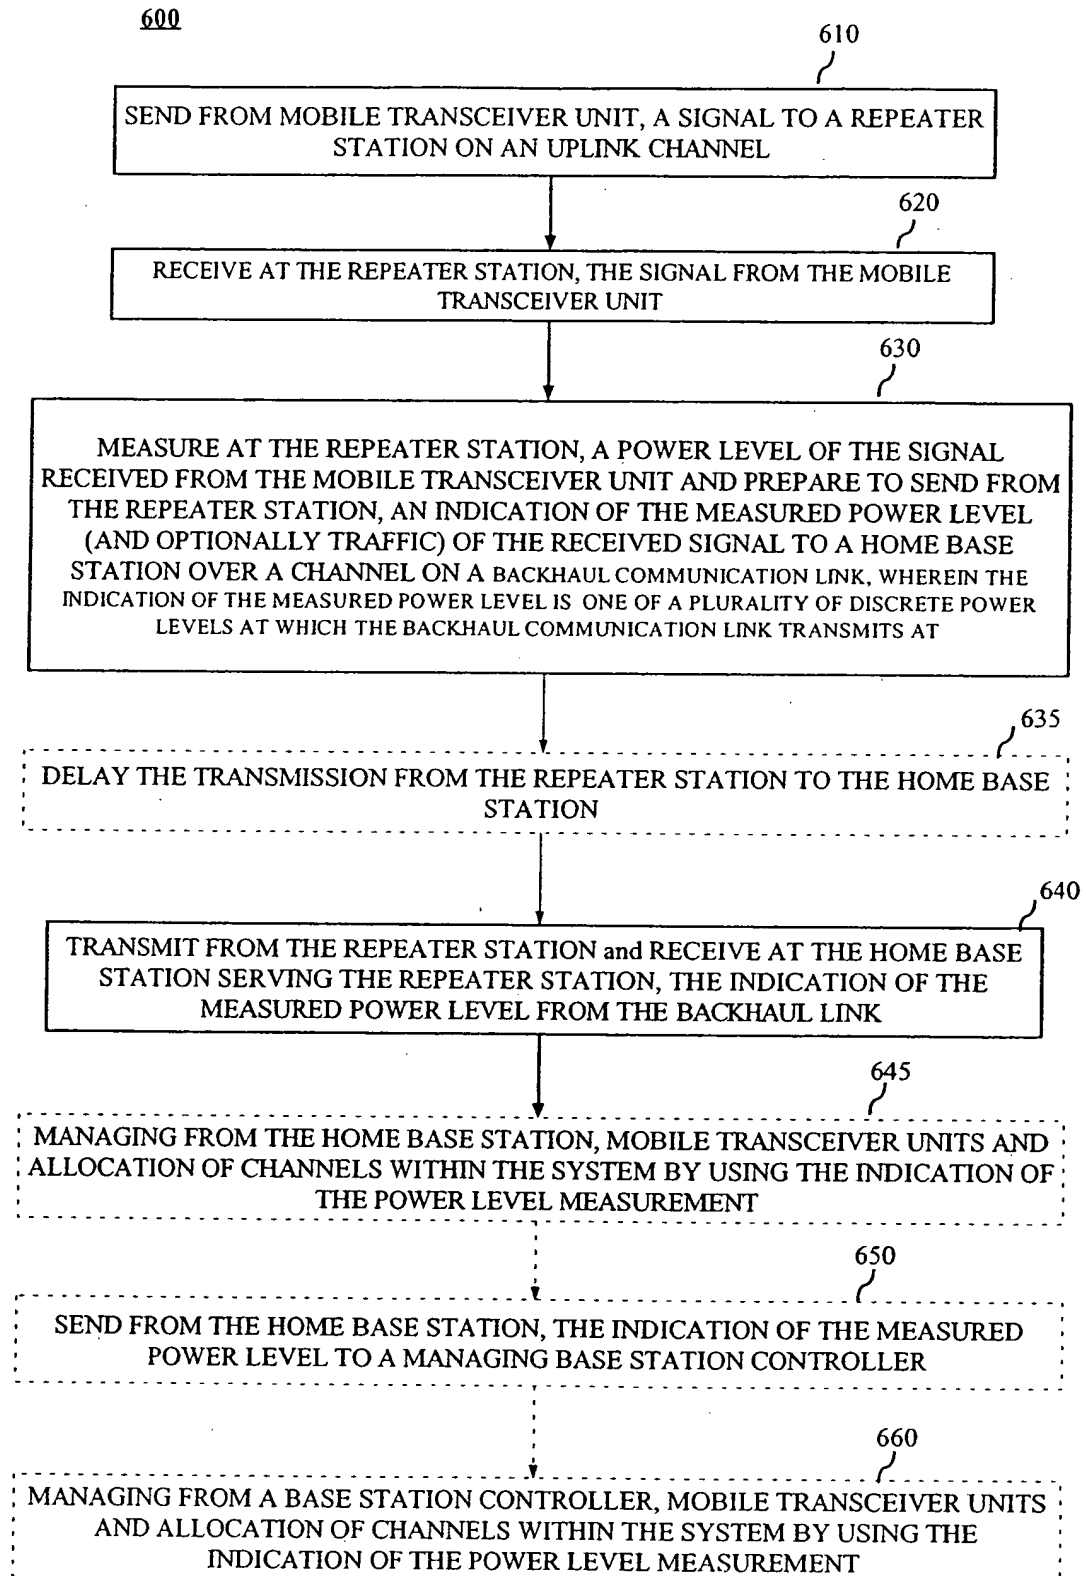 600
610
SEND FROM MOBILE TRANSCEIVER UNIT, A SIGNAL TO A REPEATER
STATION ON AN UPLINK CHANNEL
620
RECEIVE AT THE REPEATER STATION, THE SIGNAL FROM THE MOBILE
TRANSCEIVER UNIT
630
MEASURE AT THE REPEATER STATION, A POWER LEVEL OF THE SIGNAL
RECEIVED FROM THE MOBILE TRANSCEIVER UNIT AND PREPARE TO SEND FROM
THE REPEATER STATION, AN INDICATION OF THE MEASURED POWER LEVEL
(AND OPTIONALLY TRAFFIC) OF THE RECEIVED SIGNAL TO A HOME BASE
STATION OVER A CHANNEL ON A BACKHAUL COMMUNICATION LINK, WHEREIN THE
INDICATION OF THE MEASURED POWER LEVEL IS ONE OF A PLURALITY OF DISCRETE POWER
LEVELS AT WHICH THE BACKHAUL COMMUNICATION LINK TRANSMITS AT
635
DELAY THE TRANSMISSION FROM THE REPEATER STATION TO THE HOME BASE
STATION
640
TRANSMIT FROM THE REPEATER STATION and RECEIVE AT THE HOME BASE
STATION SERVING THE REPEATER STATION, THE INDICATION OF THE
MEASURED POWER LEVEL FROM THE BACKHAUL LINK
645
MANAGING FROM THE HOME BASE STATION, MOBILE TRANSCEIVER UNITS AND
ALLOCATION OF CHANNELS WITHIN THE SYSTEM BY USING THE INDICATION OF
THE POWER LEVEL MEASUREMENT
650
SEND FROM THE HOME BASE STATION, THE INDICATION OF THE MEASURED
POWER LEVEL TO A MANAGING BASE STATION CONTROLLER
660
MANAGING FROM A BASE STATION CONTROLLER, MOBILE TRANSCEIVER UNITS
AND ALLOCATION OF CHANNELS WITHIN THE SYSTEM BY USING THE
INDICATION OF THE POWER LEVEL MEASUREMENT